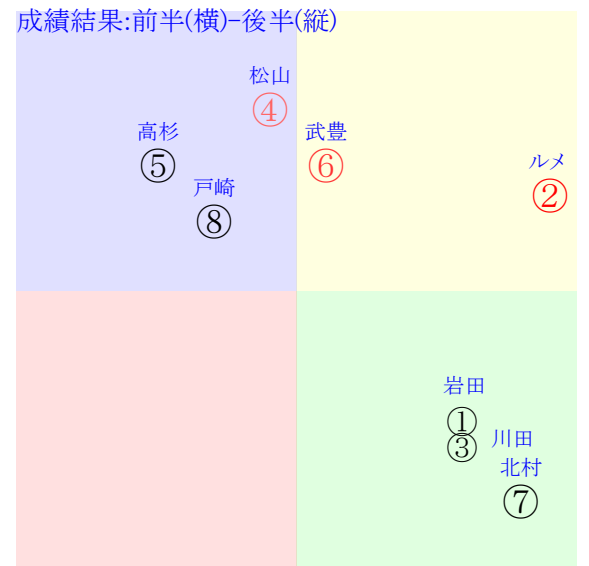 成績結果:前半(横)−後半(縦)
松山
④
高杉
武豊
⑤
⑥
ルメ
戸崎
②
⑧
岩田
①
川田
③
北村
⑦